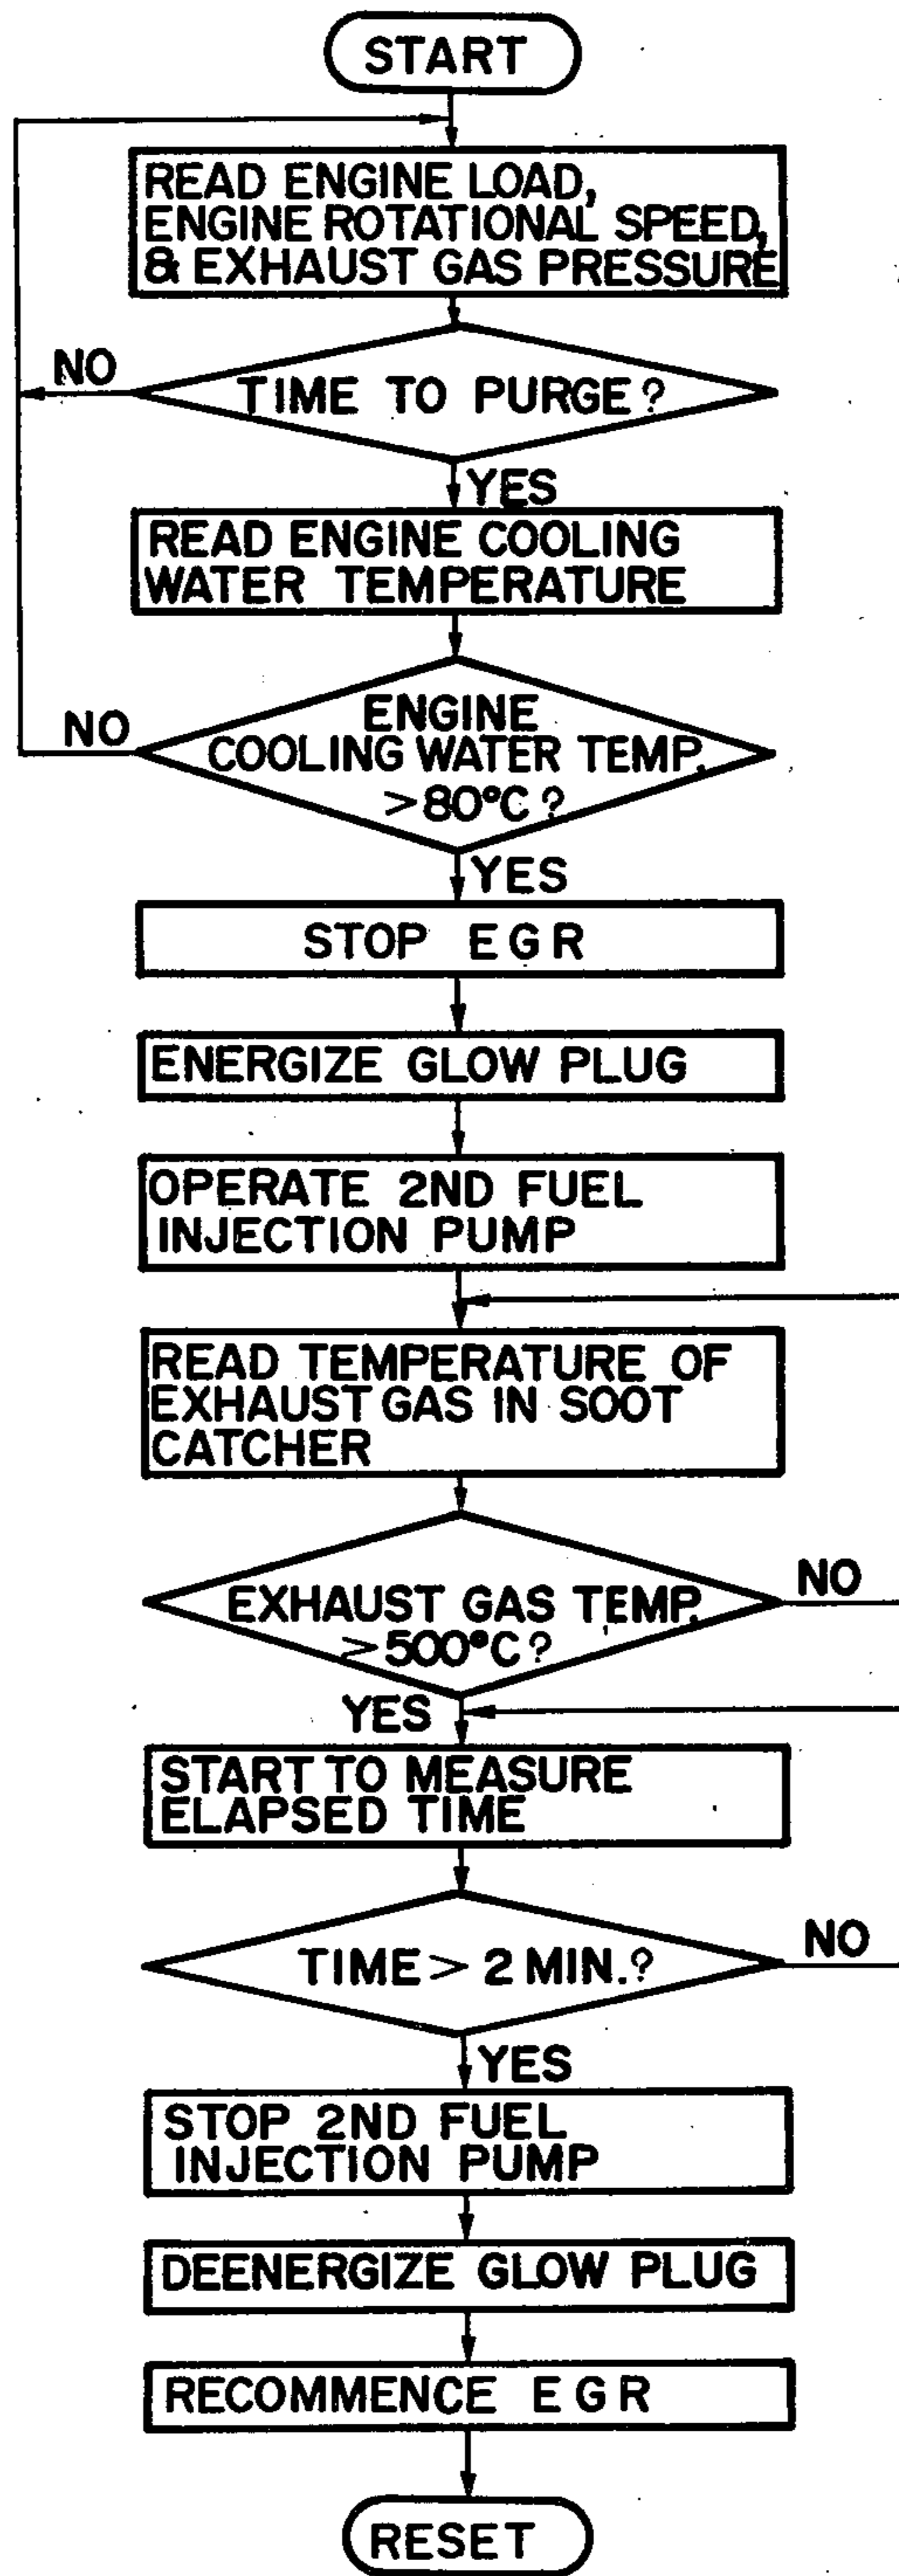 START
READ ENGINE LOAD,
ENGINE ROTATIONAL SPEED,
& EXHAUST GAS PRESSURE
NO
TIME TO PURGE?
YES
READ ENGINE COOLING
WATER TEMPERATURE
ENGINE
NO
COOLING WATER TEMP.
>80°C?
YES
STOP EGR
ENERGIZE GLOW PLUG
OPERATE 2ND FUEL
INJECTION PUMP
READ TEMPERATURE OF
EXHAUST GAS IN SOOT
CATCHER
NO
EXHAUST GAS TEMP.
>500°C?
YES
START TO MEASURE
ELAPSED TIME
NO
TIME > 2 MIN.?
YES
STOP 2ND FUEL
INJECTION PUMP
DEENERGIZE GLOW PLUG
RECOMMENCE EGR
RESET